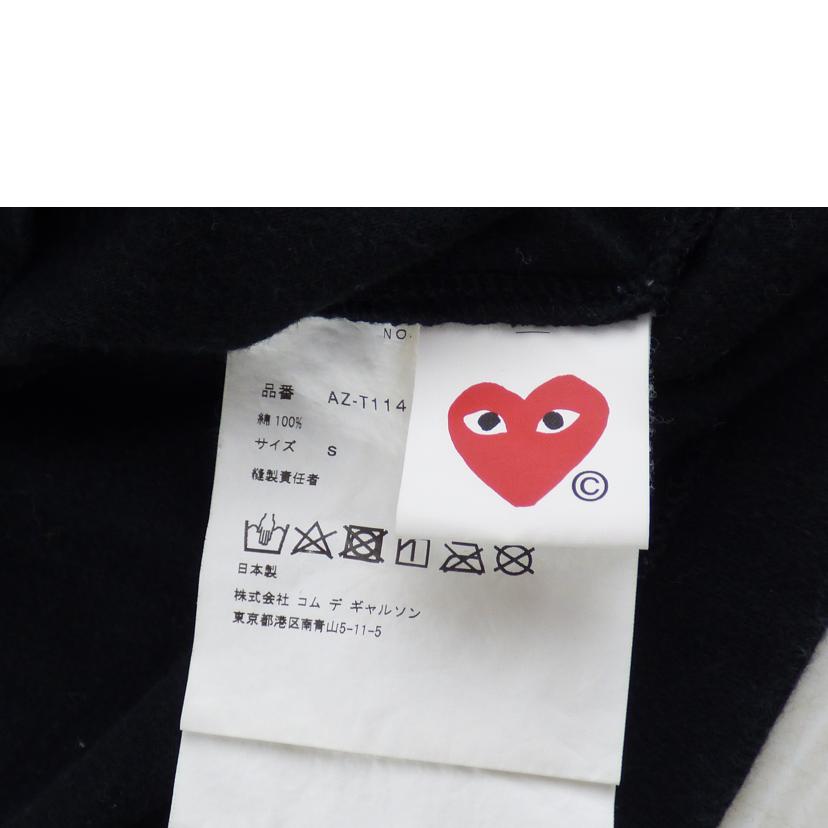 NO.
品番 AZ-T114
綿 100%
サイズ S
縫製責任者
©
日本製
株式会社 コム デ ギャルソン
東京都港区南青山5-11-5